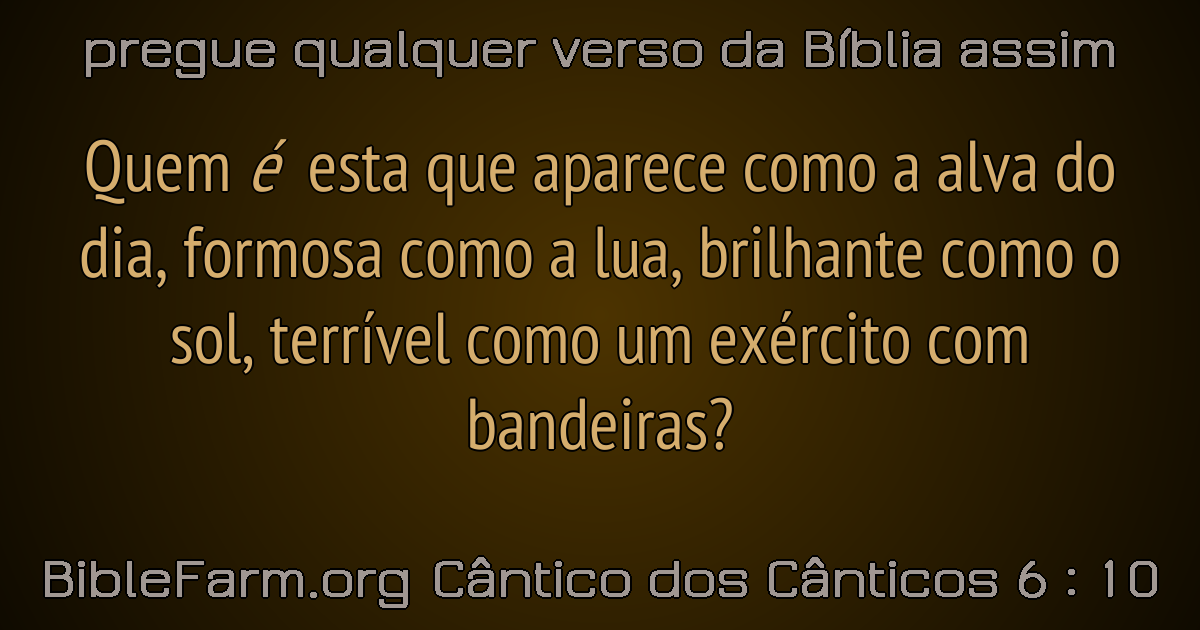 pregue qualquer verso da Bíblia assim
Quem é esta que aparece como a alva do
dia, formosa como a lua, brilhante como o
sol, terrível como um exército com
bandeiras?
BibleFarm.org Cântico dos Cânticos 6 : 10